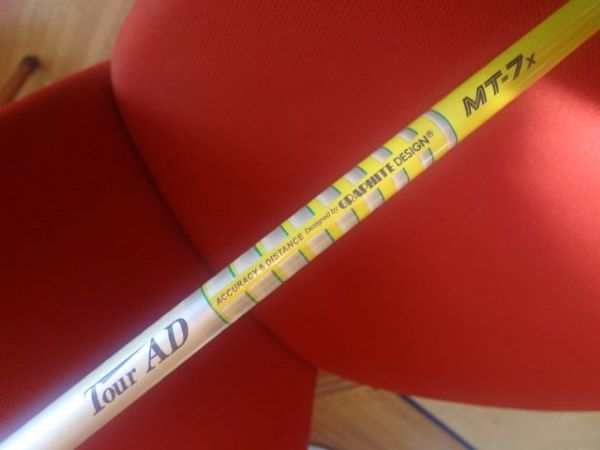 Tour AD
ACCURACY & DISTANCE Designed by GRAPHITE DESIGN®
MT-7x